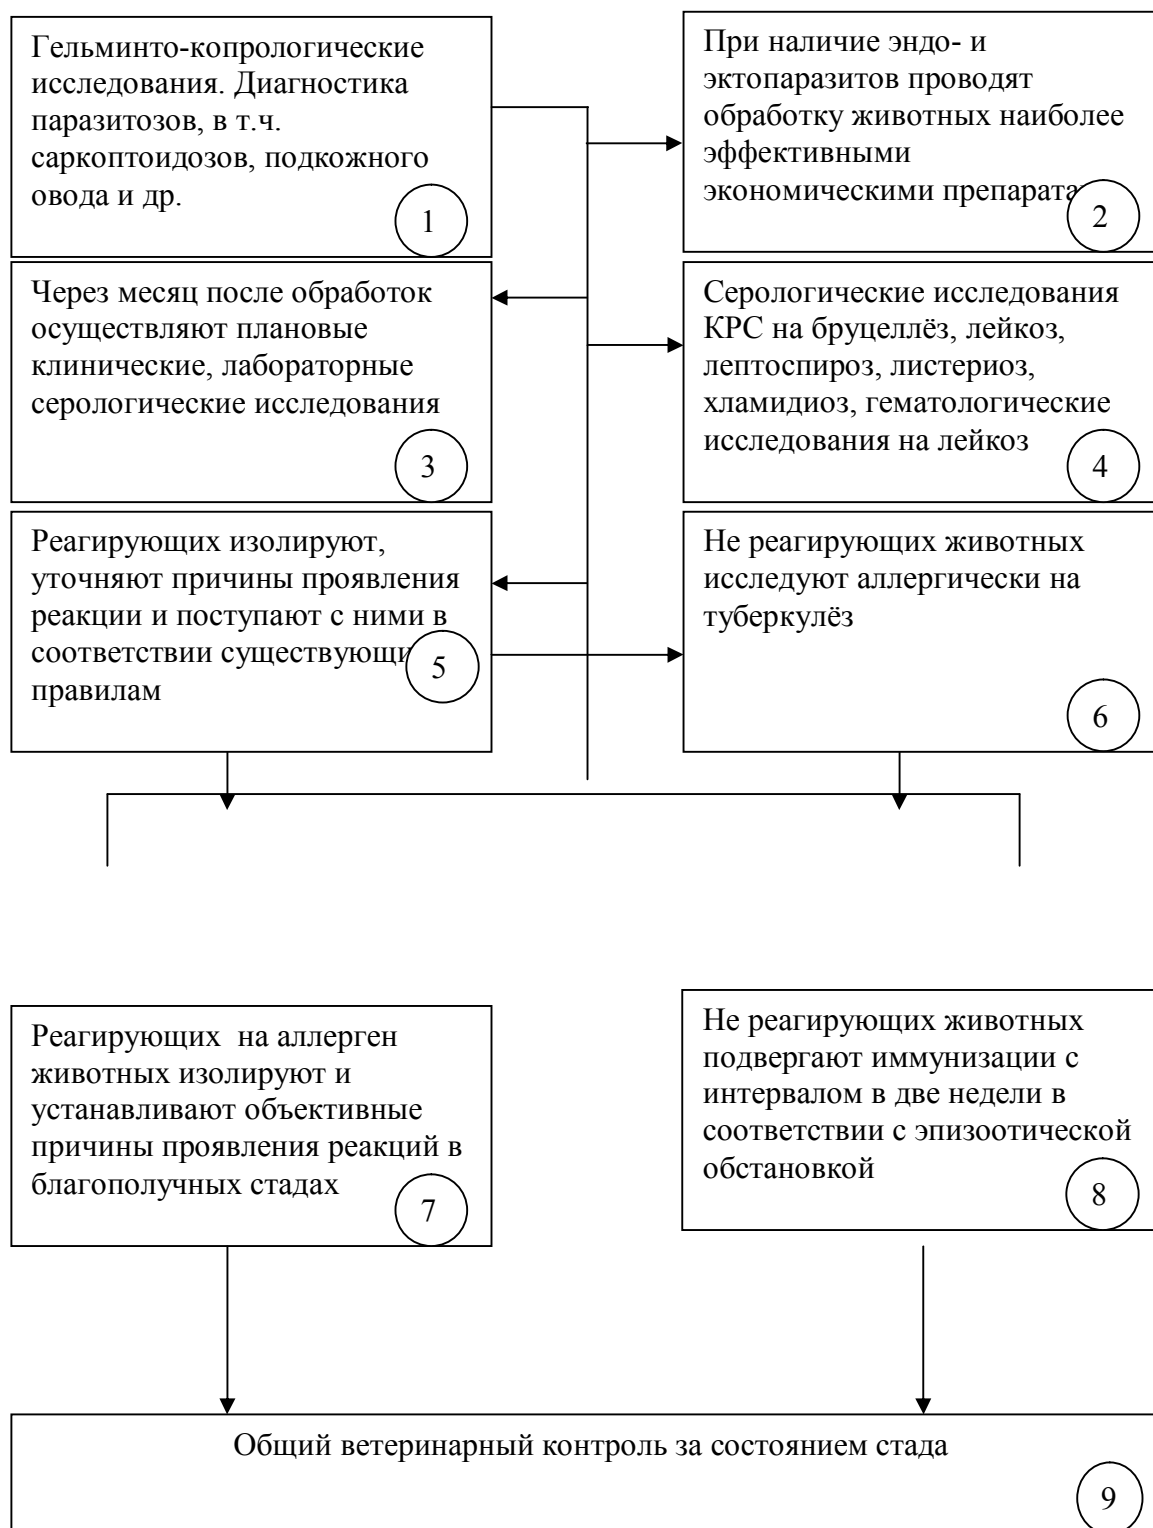 Гельминто-копрологические
исследования. Диагностика
паразитозов, в т.ч.
саркоптоидозов, подкожного
овода и др.
1
При наличие эндо- и
эктопаразитов проводят
обработку животных наиболее
эффективными
экономическими препарата
2
Через месяц после обработок
осуществляют плановые
клинические, лабораторные
серологические исследования
3
Серологические исследования
КРС на бруцеллёз, лейкоз,
лептоспироз, листериоз,
хламидиоз, гематологические
исследования на лейкоз
4
Реагирующих изолируют,
уточняют причины проявления
реакции и поступают с ними в
соответствии существующи
правилам
5
Не реагирующих животных
исследуют аллергически на
туберкулёз
6
Реагирующих на аллерген
животных изолируют и
устанавливают объективные
причины проявления реакций в
благополучных стадах
7
Не реагирующих животных
подвергают иммунизации с
интервалом в две недели в
соответствии с эпизоотической
обстановкой
8
Общий ветеринарный контроль за состоянием стада
9